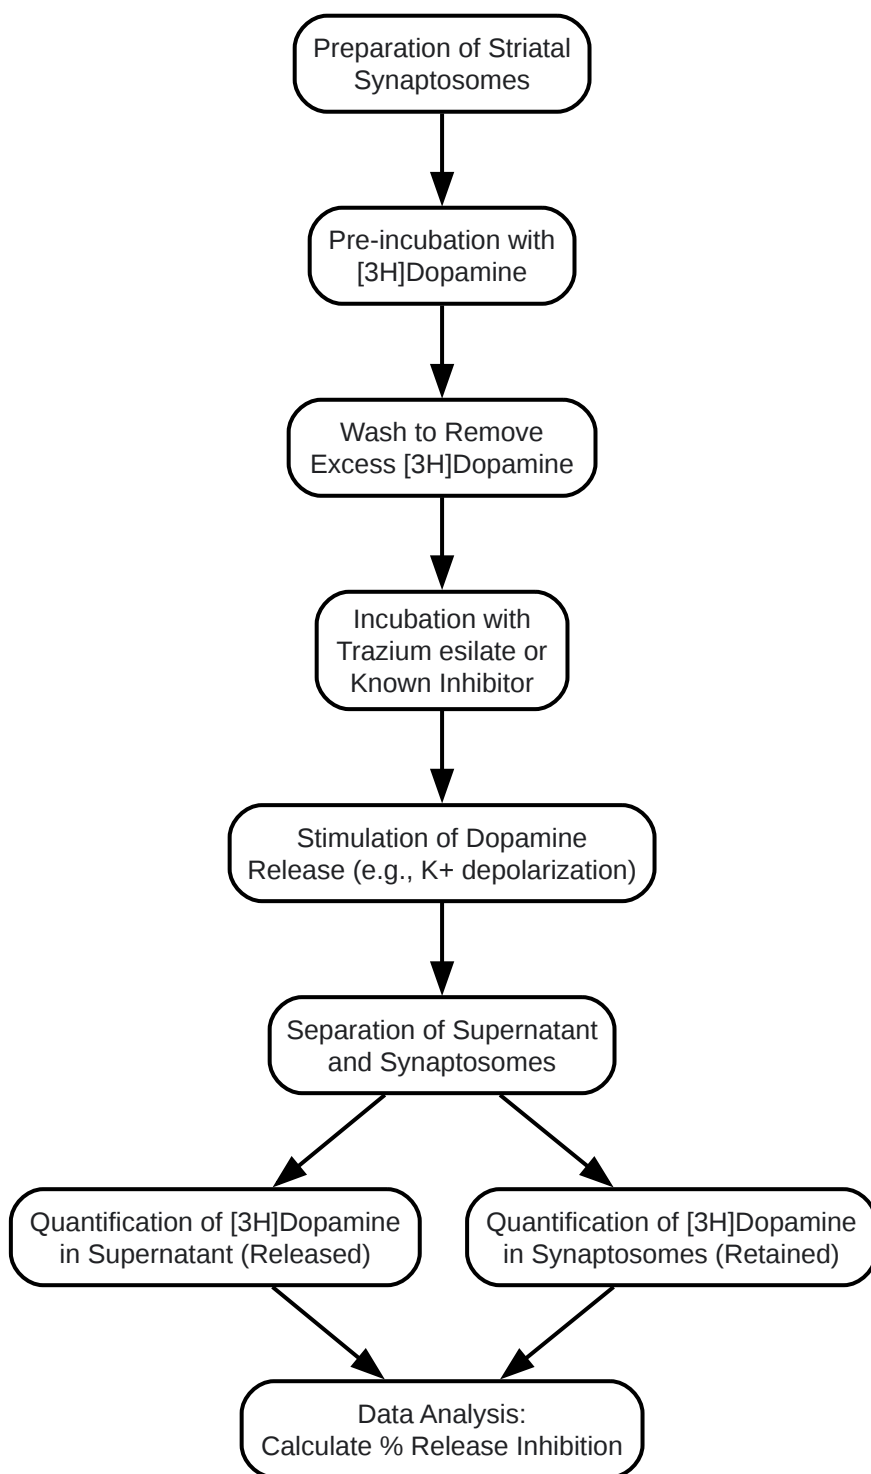 Preparation of Striatal
Synaptosomes
Pre-incubation with
[3H]Dopamine
Wash to Remove
Excess [3H]Dopamine
Incubation with
Trazium esilate or
Known Inhibitor
Stimulation of Dopamine
Release (e.g., K+ depolarization)
Separation of Supernatant
and Synaptosomes
Quantification of [3H]Dopamine
in Supernatant (Released)
Quantification of [3H]Dopamine
in Synaptosomes (Retained)
Data Analysis:
Calculate % Release Inhibition